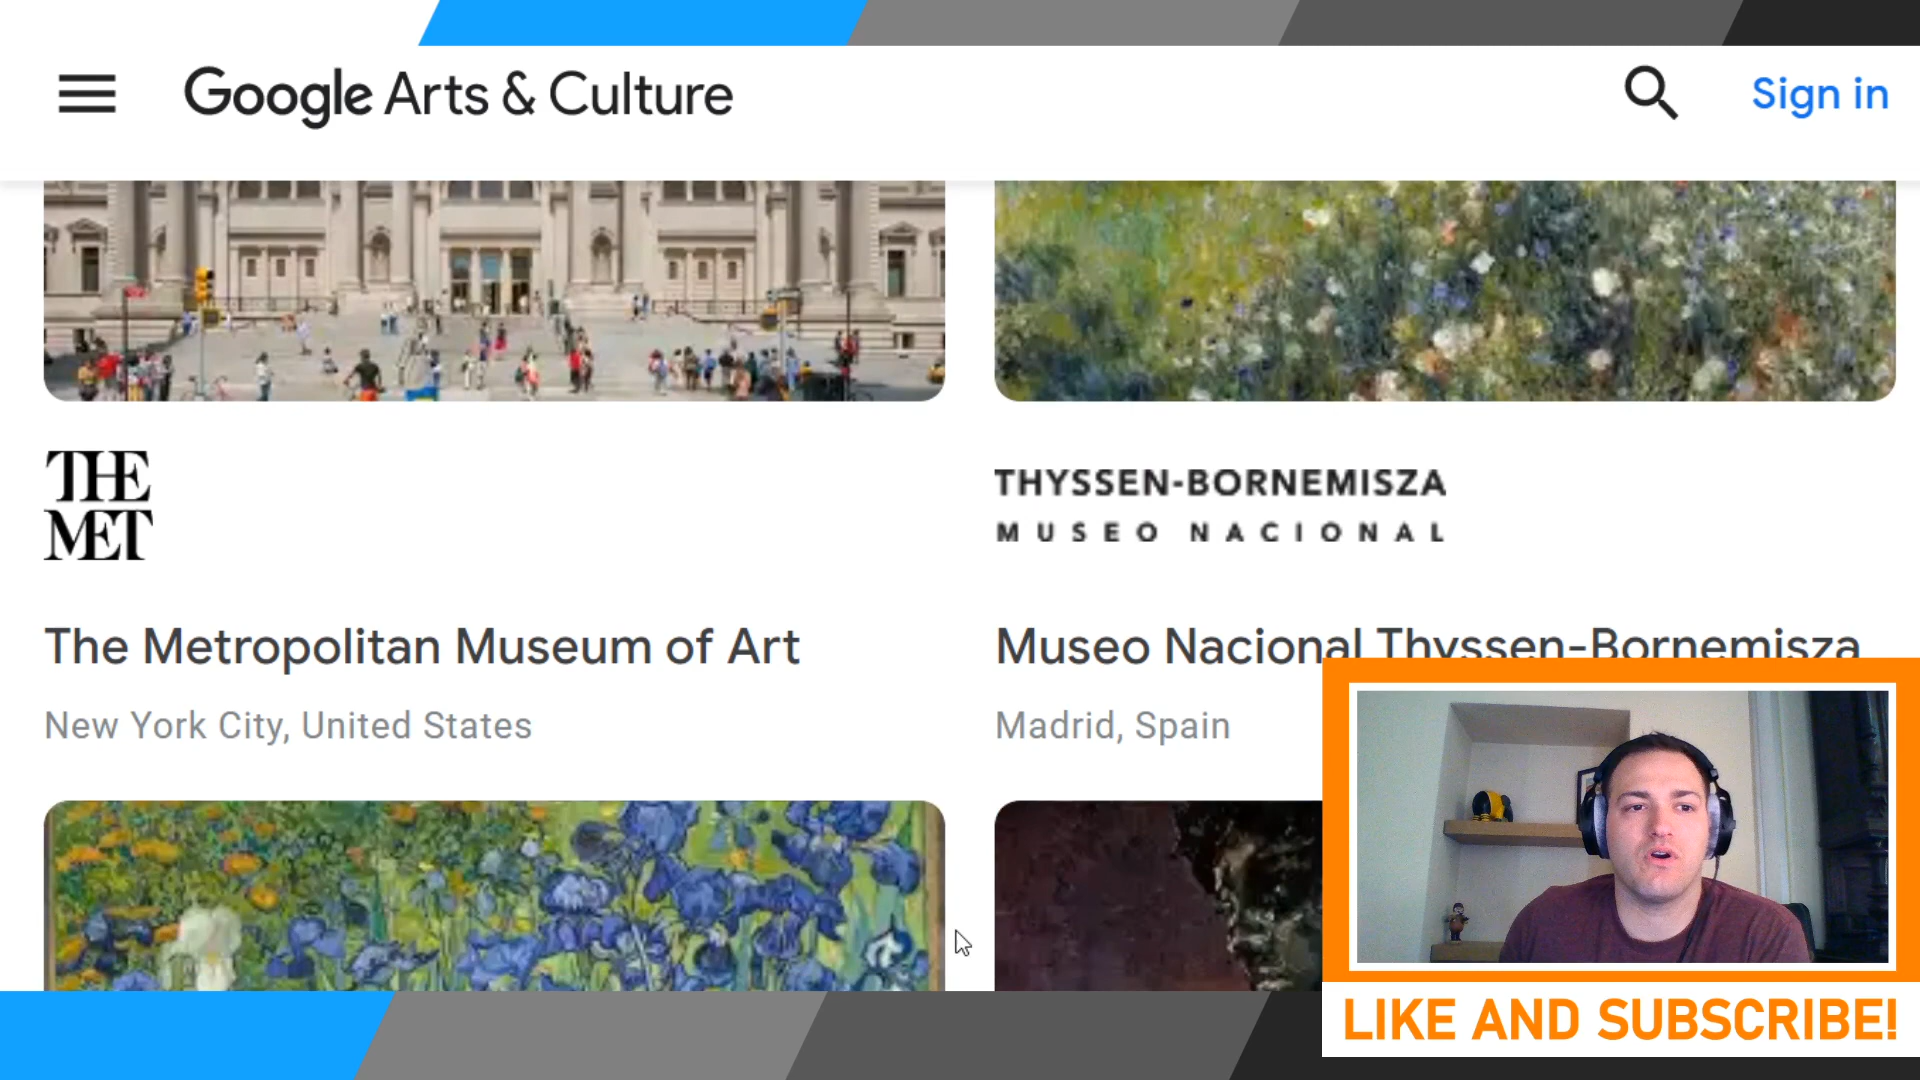 Google Arts & Culture
Sign in
THE
MET
THYSSEN-BORNEMISZA
MUSEO NACIONAL
The Metropolitan Museum of Art
Museo Nacional Thyssen-Bornemisza
New York City, United States
Madrid, Spain
LIKE AND SUBSCRIBE!